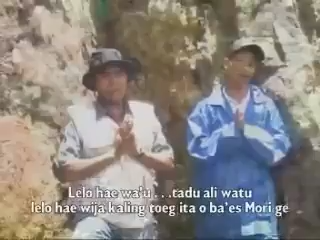 Lelo hae wa'u . . .tadu ali watu
lelo hae wija kaling toeg ita o ba'es Mori ge